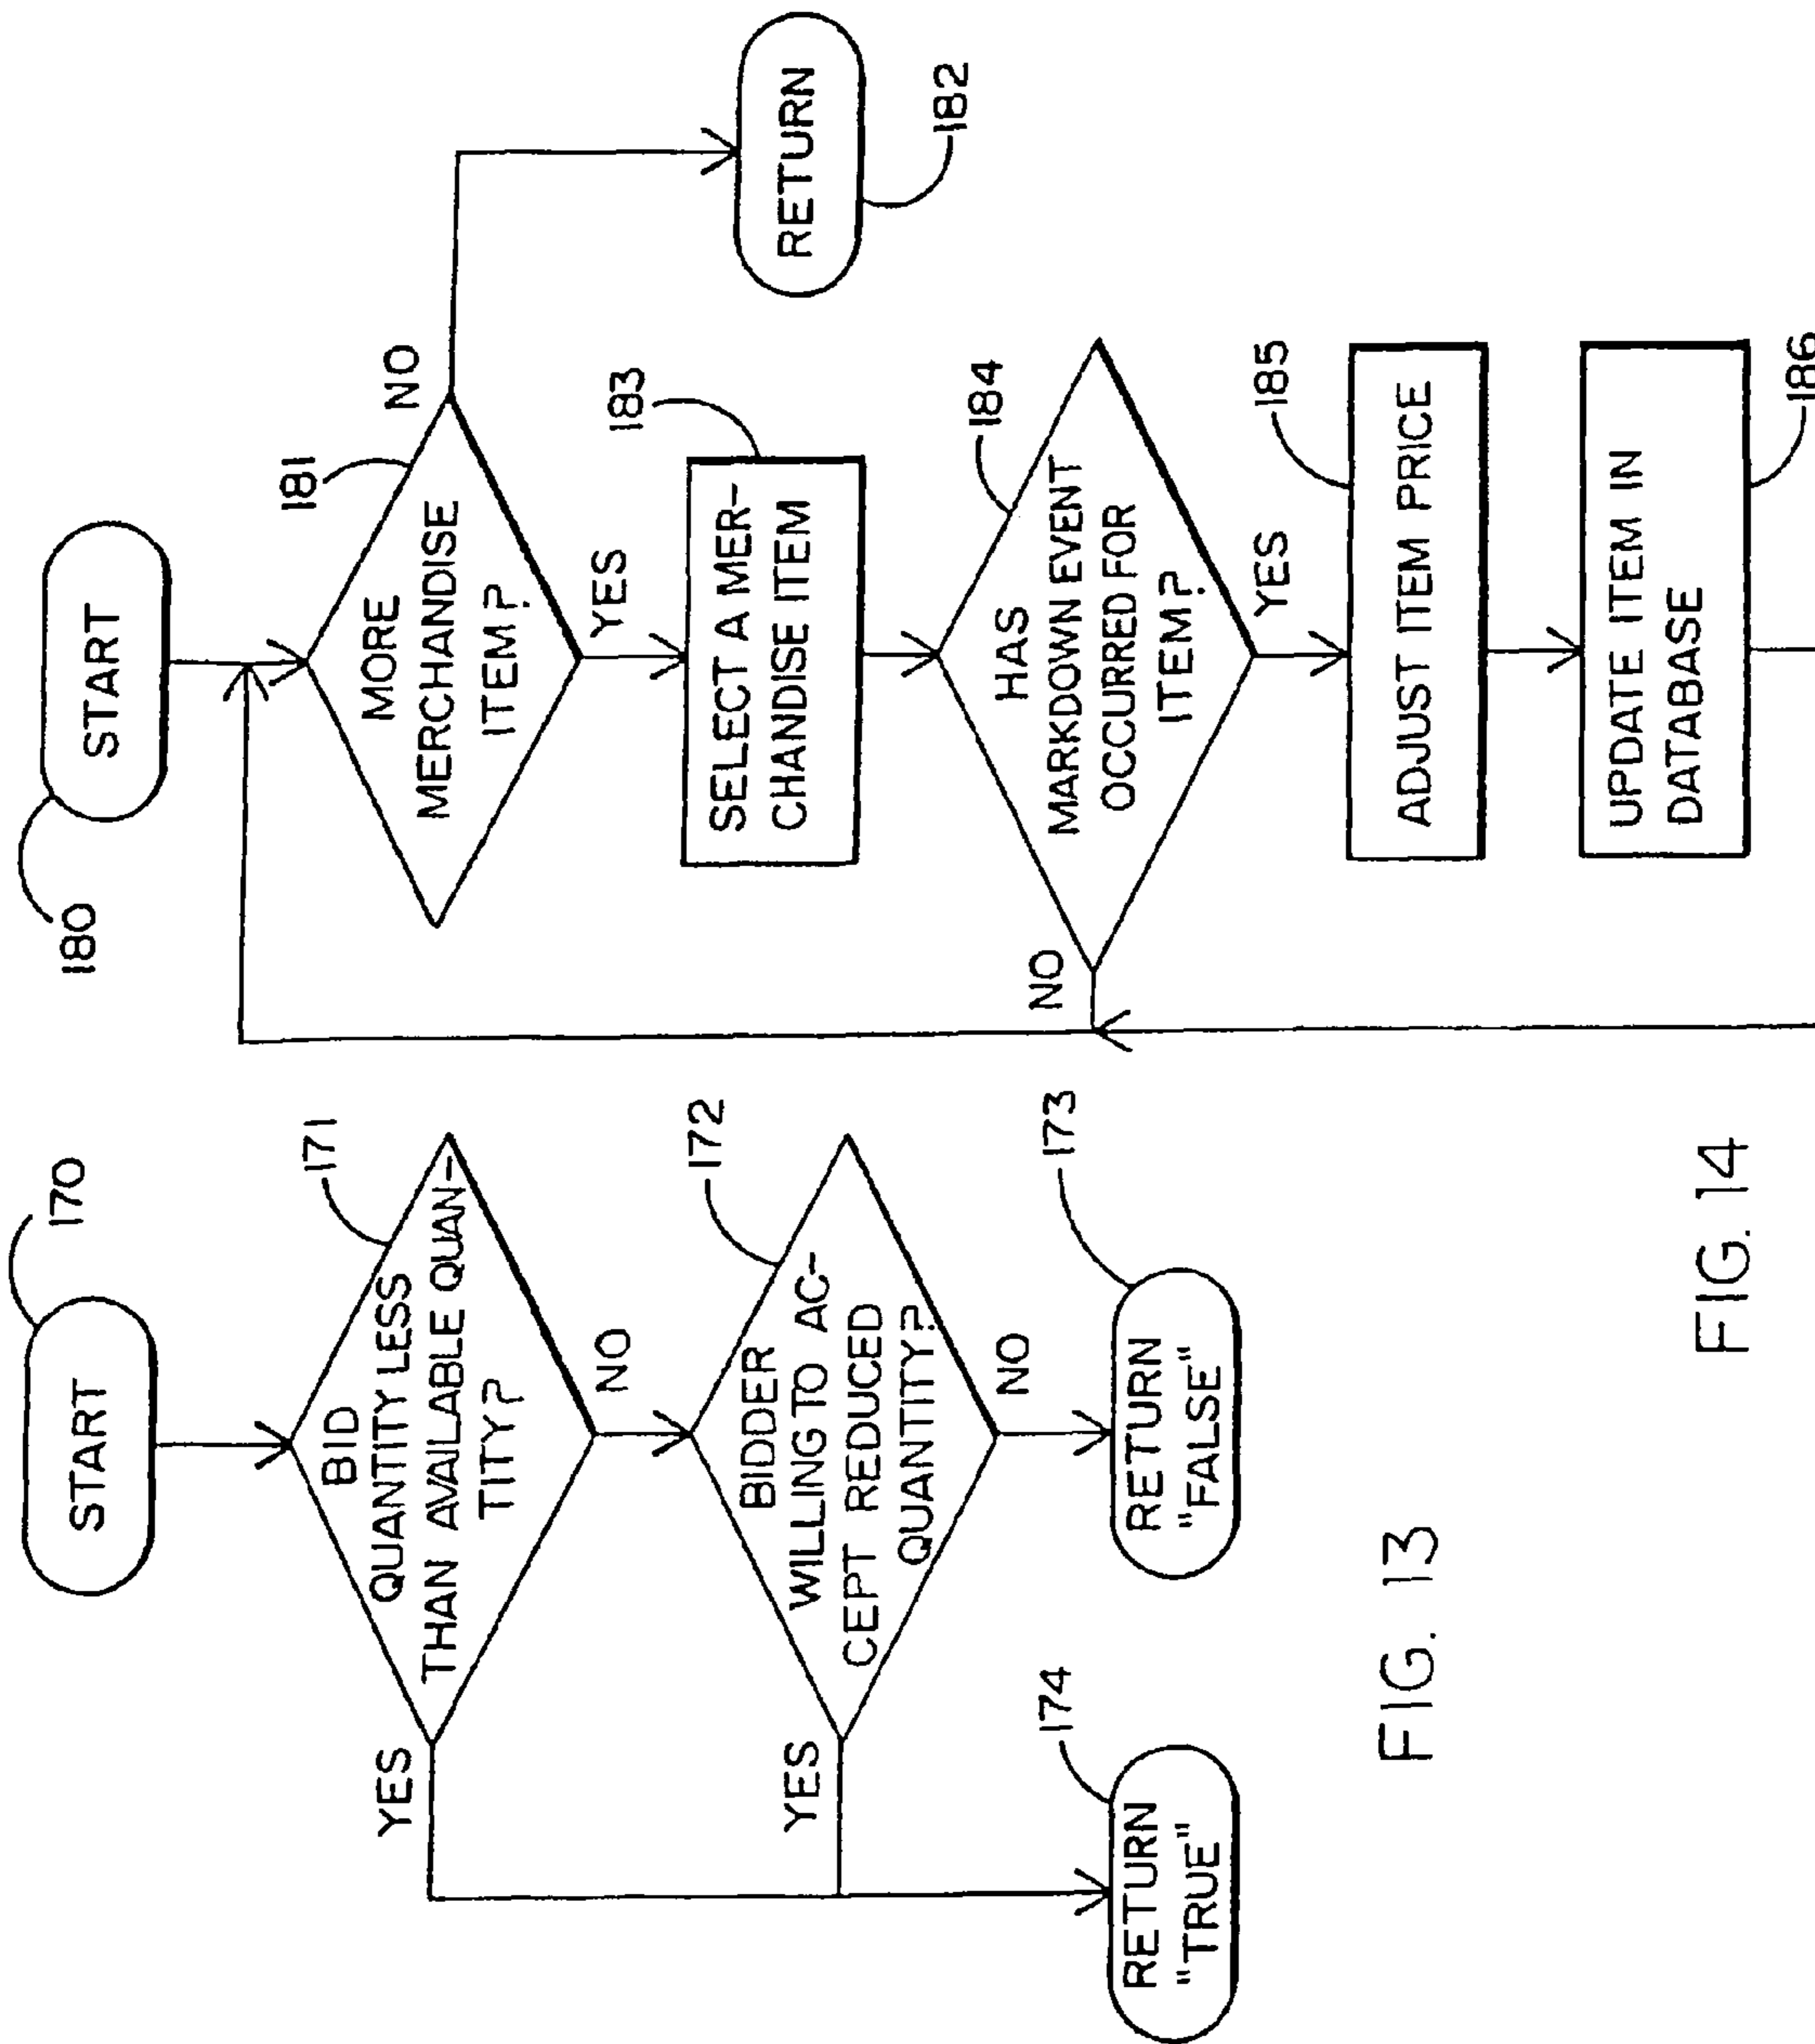 170
START
171
BID
QUANTITY LESS
THAN AVAILABLE QUAN-
TITY?
YES
NO
172
BIDDER
WILLING TO AC-
CEPT REDUCED
QUANTITY?
YES
NO
174
RETURN
"TRUE"
173
RETURN
"FALSE"
FIG. 13
180
START
181
MORE
MERCHANDISE
ITEM?
NO
YES
RETURN
182
183
SELECT A MER-
CHANDISE ITEM
184
HAS
MARKDOWN EVENT
OCCURRED FOR
ITEM?
NO
YES
185
ADJUST ITEM PRICE
UPDATE ITEM IN
DATABASE
186
FIG. 14